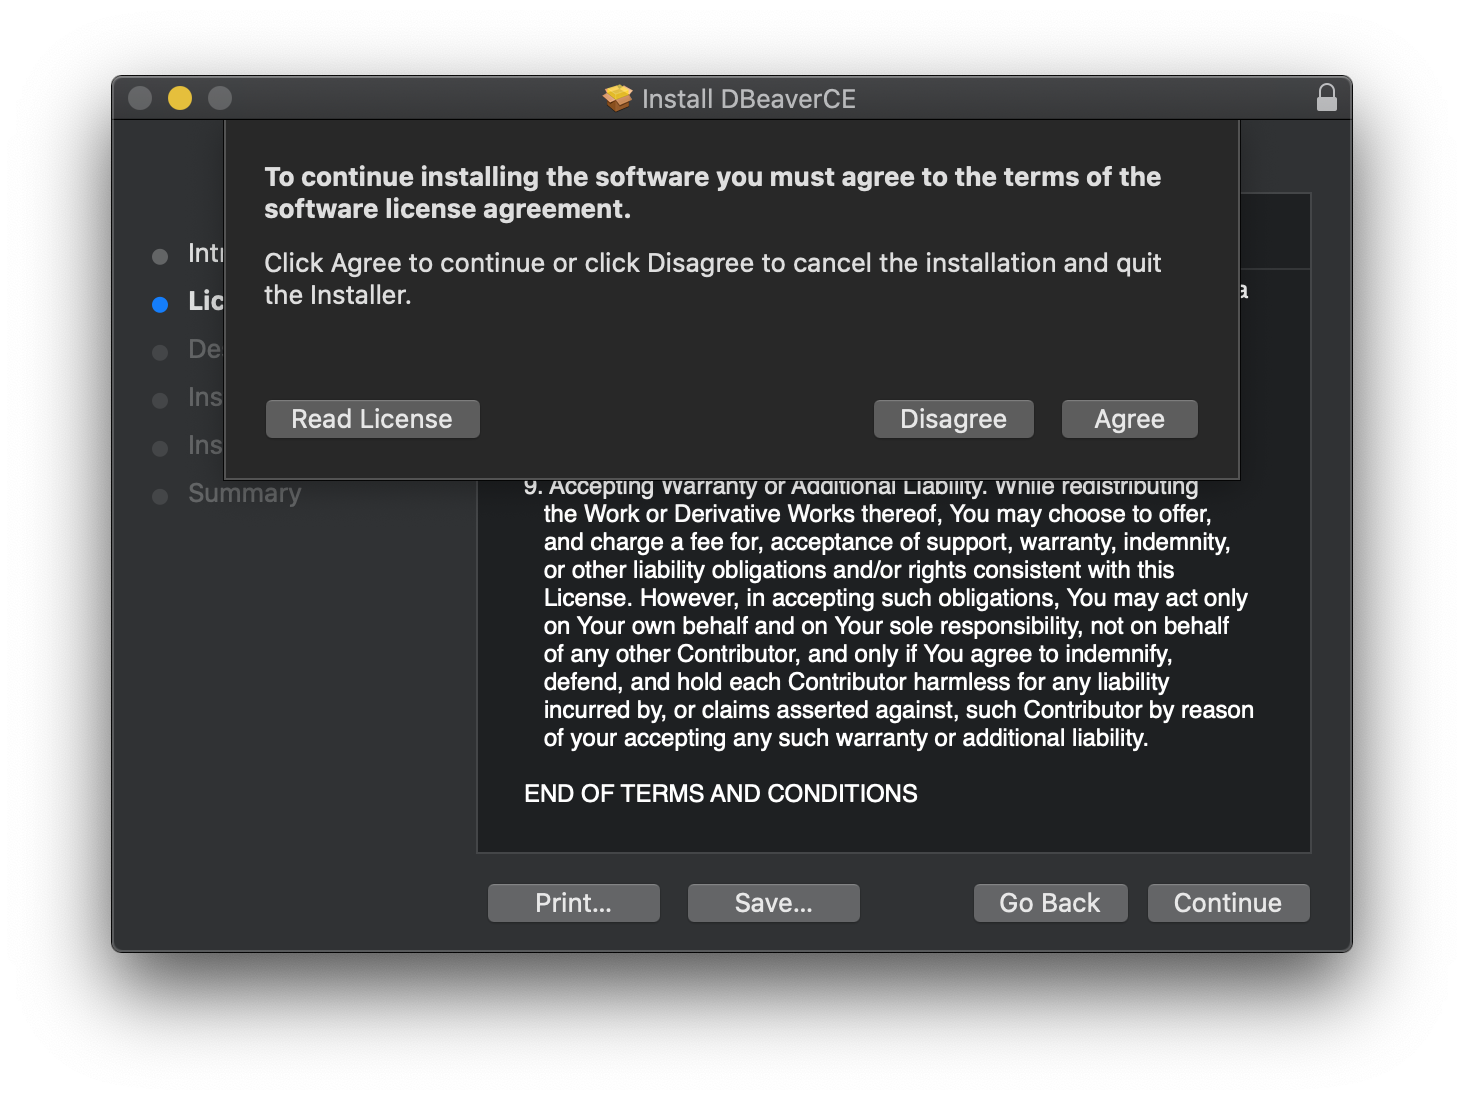 Install DBeaverCE
To continue installing the software you must agree to the terms of the
software license agreement.
Click Agree to continue or click Disagree to cancel the installation and quit
the Installer.
Read License
Disagree
Agree
Intr
Lic
De
Ins
Ins
Summary
a
9. Accepting Warranty or Additional Liability. While redistributing
the Work or Derivative Works thereof, You may choose to offer,
and charge a fee for, acceptance of support, warranty, indemnity,
or other liability obligations and/or rights consistent with this
License. However, in accepting such obligations, You may act only
on Your own behalf and on Your sole responsibility, not on behalf
of any other Contributor, and only if You agree to indemnify,
defend, and hold each Contributor harmless for any liability
incurred by, or claims asserted against, such Contributor by reason
of your accepting any such warranty or additional liability.
END OF TERMS AND CONDITIONS
Print...
Save...
Go Back
Continue